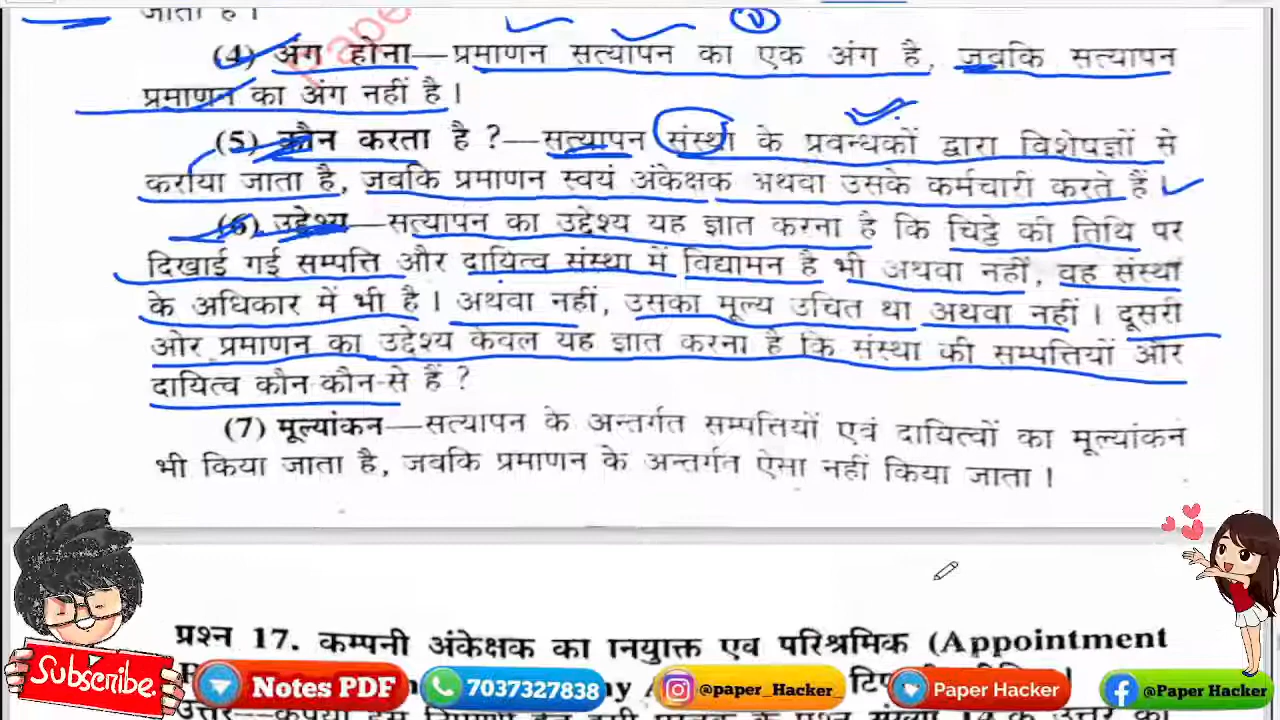 जाता है।
(4) अंग होना—प्रमाणन सत्यापन का एक अंग है, जबकि सत्यापन
प्रमाणन का अंग नहीं है।
(5) कौन करता है ?—सत्यापन संस्था के प्रवन्धकों द्वारा विशेषज्ञों से
कराया जाता है, जबकि प्रमाणन स्वयं अंकेक्षक अथवा उसके कर्मचारी करते हैं।
(6) उद्देश्य—सत्यापन का उद्देश्य यह ज्ञात करना है कि चिट्ठे की तिथि पर
दिखाई गई सम्पत्ति और दायित्व संस्था में विद्यामन है भी अथवा नहीं, वह संस्था
के अधिकार में भी है। अथवा नहीं, उसका मूल्य उचित था अथवा नहीं। दूसरी
ओर प्रमाणन का उद्देश्य केवल यह ज्ञात करना है कि संस्था की सम्पत्तियों और
दायित्व कौन-कौन-से हैं ?
(7) मूल्यांकन—सत्यापन के अन्तर्गत सम्पत्तियों एवं दायित्वों का मूल्यांकन
भी किया जाता है, जबकि प्रमाणन के अन्तर्गत ऐसा नहीं किया जाता।
प्रश्न 17. कम्पनी अंकेक्षक का नियुक्ति एवं परिश्रमिक (Appointment
Subscribe.
Notes PDF
7037327838
@paper_Hacker_
Paper Hacker
@Paper Hacker